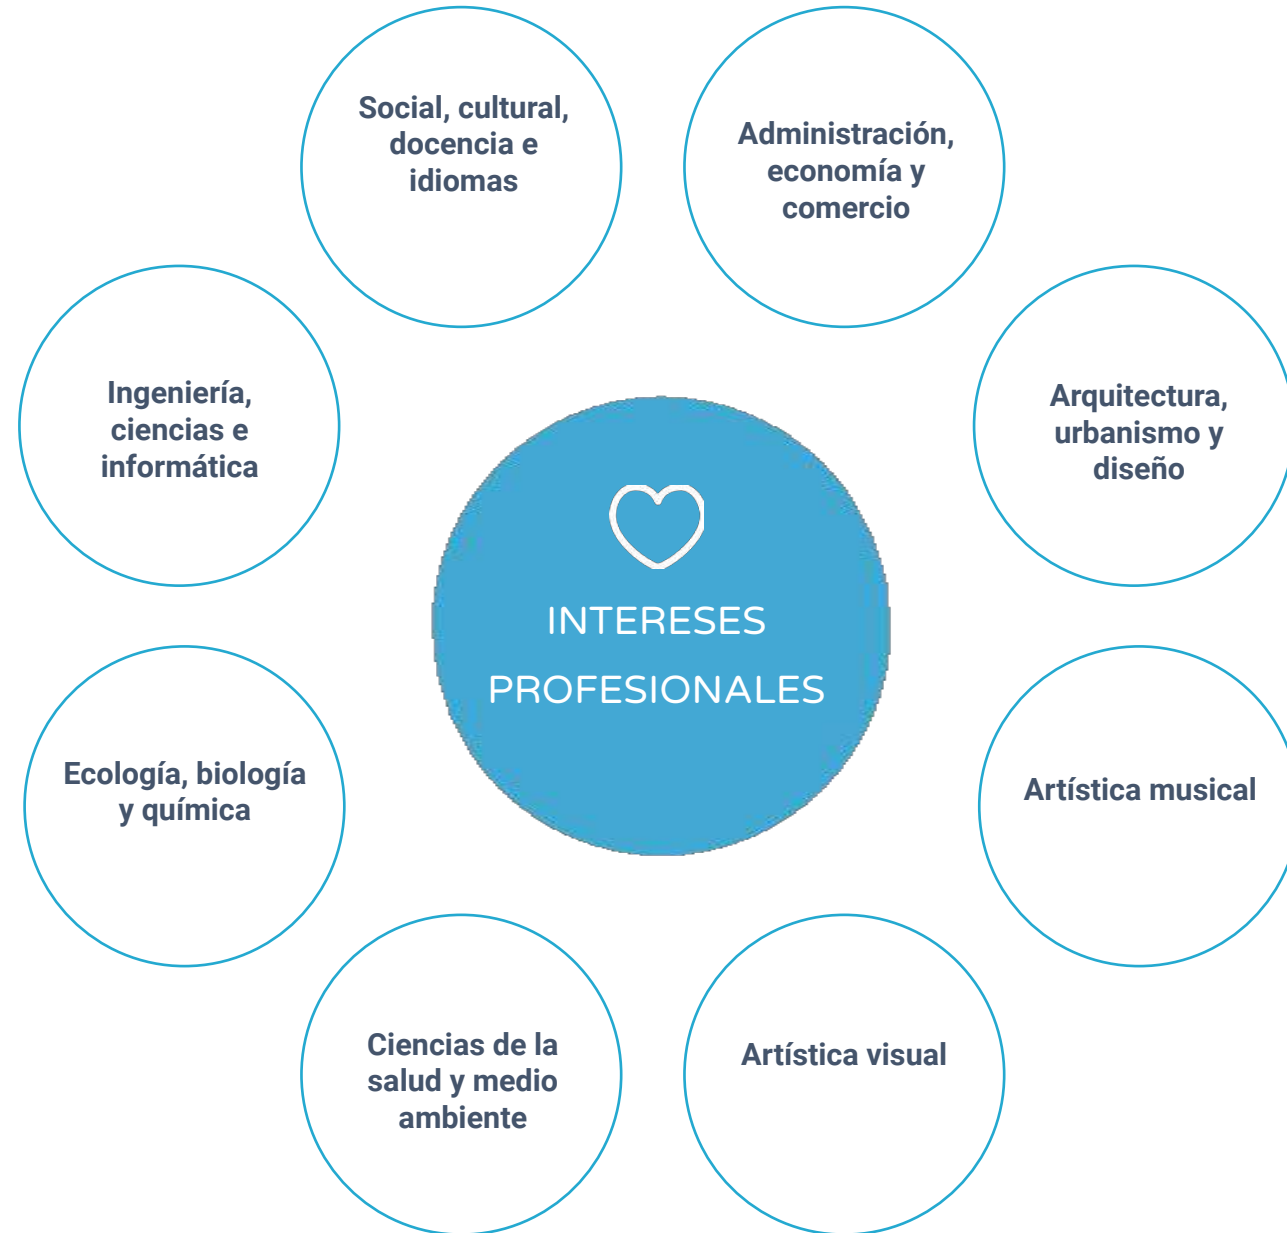 Social, cultural,
docencia e
idiomas
Administración,
economía y
comercio
Ingeniería,
ciencias e
informática
Arquitectura,
urbanismo y
diseño
INTERESES
PROFESIONALES
Ecología, biología
y química
Artística musical
Ciencias de la
salud y medio
ambiente
Artística visual